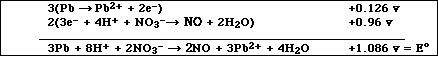 3(Pb → Pb²⁺ + 2e⁻) +0.126 v
2(3e⁻ + 4H⁺ + NO₃⁻→ NO + 2H₂O) +0.96 v
3Pb + 8H⁺ + 2NO₃⁻ → 2NO + 3Pb²⁺ + 4H₂O +1.086 v = E°